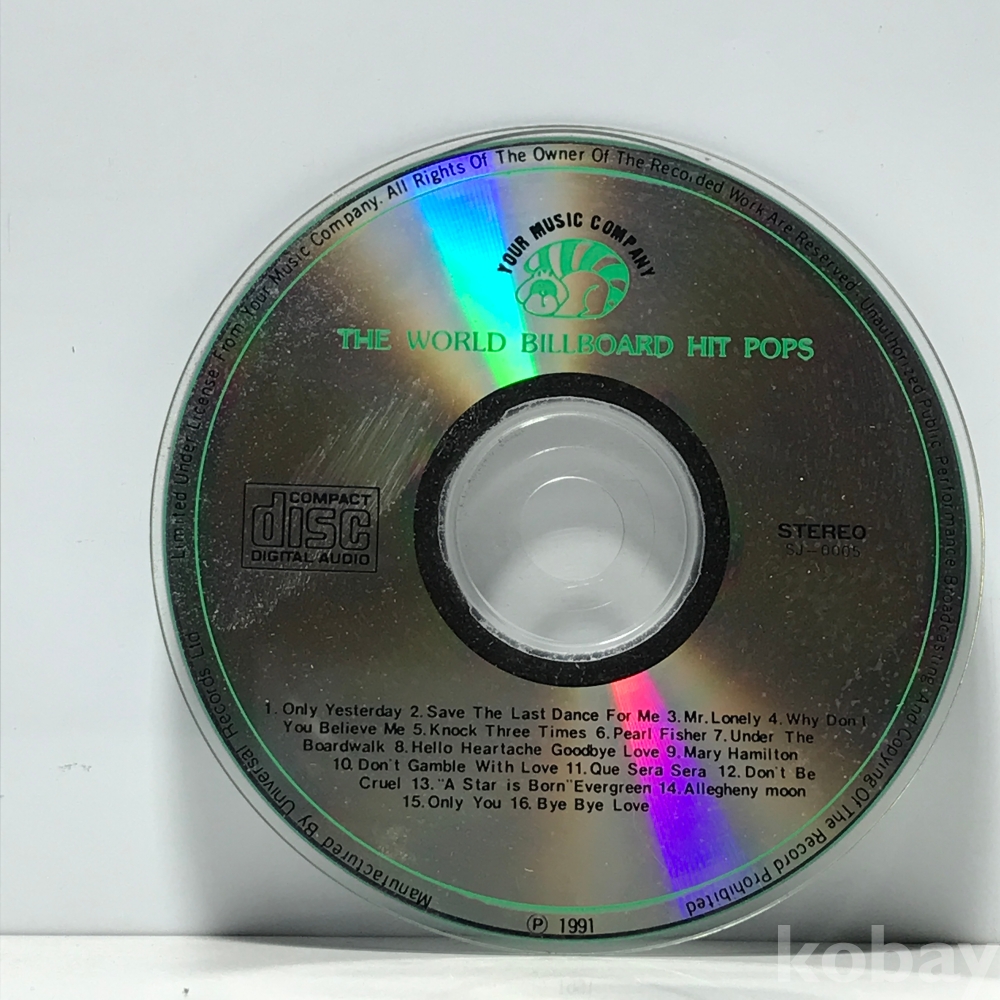 Manufactured By Universal Records Ltd Limited Under License From Your Music Company. All Rights Of The Owner Of The Recorded Work Are Reserved. Unauthorized Public Performance Broadcasting And Copying Of The Record Prohibited
YOUR MUSIC COMPANY
THE WORLD BILLBOARD HIT POPS
COMPACT
disc
DIGITAL AUDIO
STEREO
SJ-0005
1. Only Yesterday 2. Save The Last Dance For Me 3. Mr. Lonely 4. Why Don't
You Believe Me 5. Knock Three Times 6. Pearl Fisher 7. Under The
Boardwalk 8. Hello Heartache Goodbye Love 9. Mary Hamilton
10. Don't Gamble With Love 11. Que Sera Sera 12. Don't Be
Cruel 13. "A Star is Born" Evergreen 14. Allegheny moon
15. Only You 16. Bye Bye Love
℗ 1991
kobay